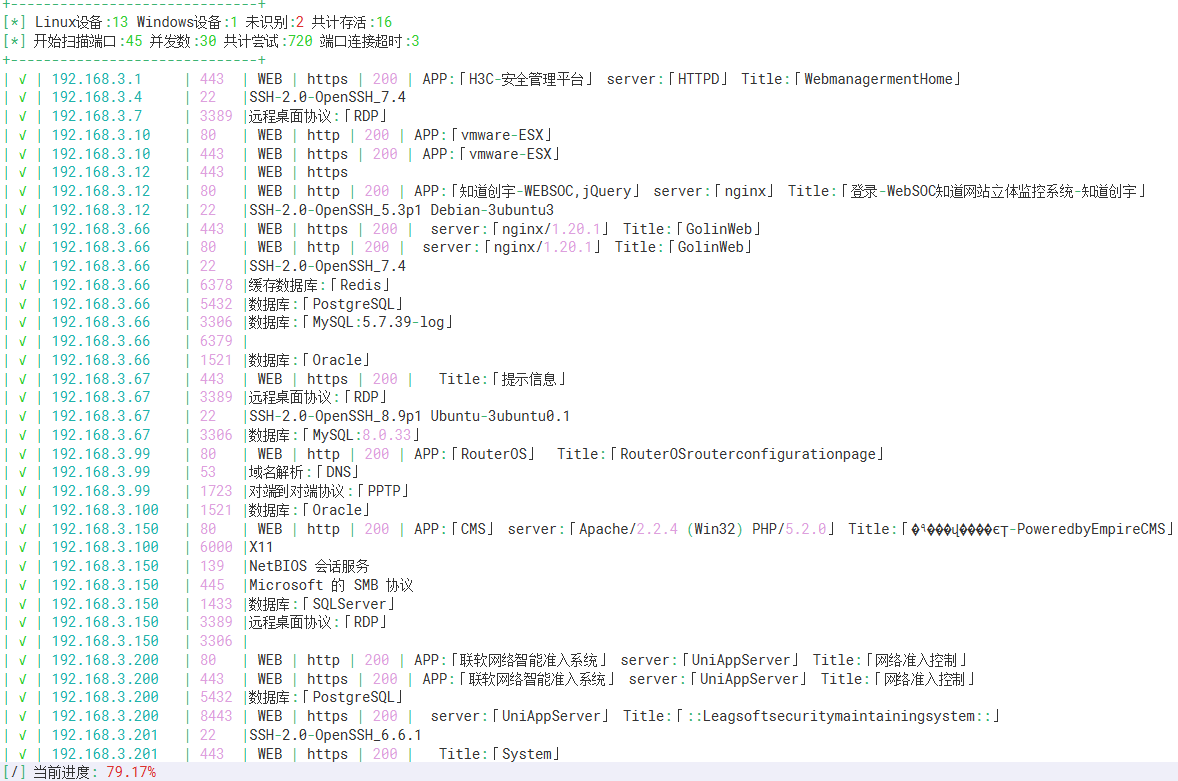 +------------------------------+
[*] Linux设备:13 Windows设备:1 未识别:2 共计存活:16
[*] 开始扫描端口:45 并发数:30 共计尝试:720 端口连接超时:3
+------------------------------+
| √ | 192.168.3.1 | 443 | WEB | https | 200 | APP:「H3C-安全管理平台」 server:「HTTPD」 Title:「WebmanagermentHome」
| √ | 192.168.3.4 | 22 |SSH-2.0-OpenSSH_7.4
| √ | 192.168.3.7 | 3389 |远程桌面协议:「RDP」
| √ | 192.168.3.10 | 80 | WEB | http | 200 | APP:「vmware-ESX」
| √ | 192.168.3.10 | 443 | WEB | https | 200 | APP:「vmware-ESX」
| √ | 192.168.3.12 | 443 | WEB | https
| √ | 192.168.3.12 | 80 | WEB | http | 200 | APP:「知道创宇-WEBSOC,jQuery」 server:「nginx」 Title:「登录-WebSOC知道网站立体监控系统-知道创宇」
| √ | 192.168.3.12 | 22 |SSH-2.0-OpenSSH_5.3p1 Debian-3ubuntu3
| √ | 192.168.3.66 | 443 | WEB | https | 200 | server:「nginx/1.20.1」 Title:「GolinWeb」
| √ | 192.168.3.66 | 80 | WEB | http | 200 | server:「nginx/1.20.1」 Title:「GolinWeb」
| √ | 192.168.3.66 | 22 |SSH-2.0-OpenSSH_7.4
| √ | 192.168.3.66 | 6378 |缓存数据库:「Redis」
| √ | 192.168.3.66 | 5432 |数据库:「PostgreSQL」
| √ | 192.168.3.66 | 3306 |数据库:「MySQL:5.7.39-log」
| √ | 192.168.3.66 | 6379 |
| √ | 192.168.3.66 | 1521 |数据库:「Oracle」
| √ | 192.168.3.67 | 443 | WEB | https | 200 | Title:「提示信息」
| √ | 192.168.3.67 | 3389 |远程桌面协议:「RDP」
| √ | 192.168.3.67 | 22 |SSH-2.0-OpenSSH_8.9p1 Ubuntu-3ubuntu0.1
| √ | 192.168.3.67 | 3306 |数据库:「MySQL:8.0.33」
| √ | 192.168.3.99 | 80 | WEB | http | 200 | APP:「RouterOS」 Title:「RouterOSrouterconfigurationpage」
| √ | 192.168.3.99 | 53 |域名解析:「DNS」
| √ | 192.168.3.99 | 1723 |对端到对端协议:「PPTP」
| √ | 192.168.3.100 | 1521 |数据库:「Oracle」
| √ | 192.168.3.150 | 80 | WEB | http | 200 | APP:「CMS」 server:「Apache/2.2.4 (Win32) PHP/5.2.0」 Title:「-PoweredbyEmpireCMS」
| √ | 192.168.3.100 | 6000 |X11
| √ | 192.168.3.150 | 139 |NetBIOS 会话服务
| √ | 192.168.3.150 | 445 |Microsoft 的 SMB 协议
| √ | 192.168.3.150 | 1433 |数据库:「SQLServer」
| √ | 192.168.3.150 | 3389 |远程桌面协议:「RDP」
| √ | 192.168.3.150 | 3306 |
| √ | 192.168.3.200 | 80 | WEB | http | 200 | APP:「联软网络智能准入系统」 server:「UniAppServer」 Title:「网络准入控制」
| √ | 192.168.3.200 | 443 | WEB | https | 200 | APP:「联软网络智能准入系统」 server:「UniAppServer」 Title:「网络准入控制」
| √ | 192.168.3.200 | 5432 |数据库:「PostgreSQL」
| √ | 192.168.3.200 | 8443 | WEB | https | 200 | server:「UniAppServer」 Title:「::Leagsoftsecuritymaintainingsystem::」
| √ | 192.168.3.201 | 22 |SSH-2.0-OpenSSH_6.6.1
| √ | 192.168.3.201 | 443 | WEB | https | 200 | Title:「System」
[/] 当前进度: 79.17%